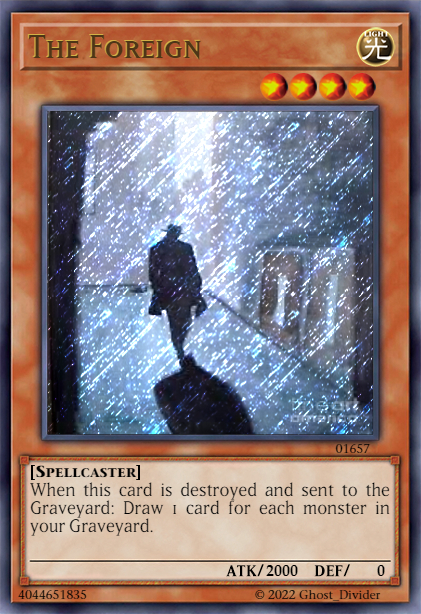 The Foreign
LIGHT
光
01657
[Spellcaster]
When this card is destroyed and sent to the
Graveyard: Draw 1 card for each monster in
your Graveyard.
ATK/2000 DEF/ 0
4044651835 © 2022 Ghost_Divider